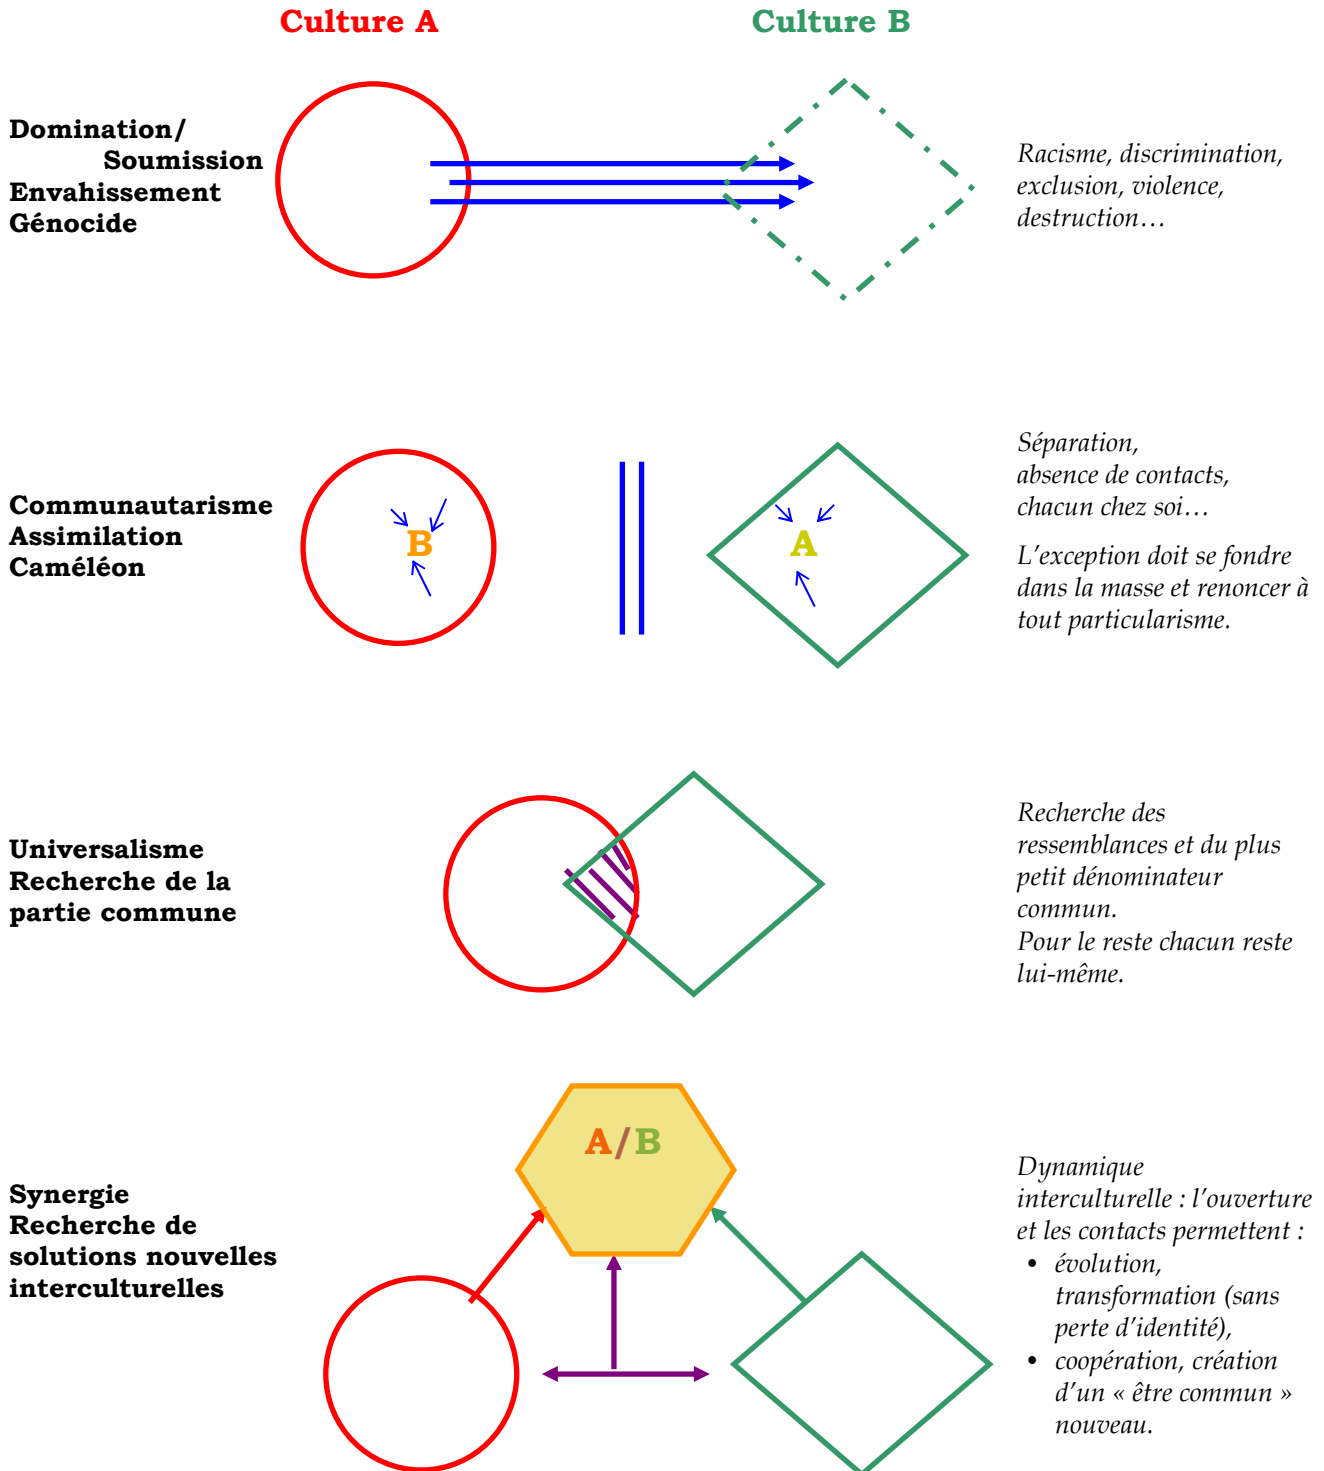 Culture A
Culture B
Domination/
Soumission
Envahissement
Génocide
Racisme, discrimination,
exclusion, violence,
destruction…
Communautarisme
Assimilation
Caméléon
B
A
Séparation,
absence de contacts,
chacun chez soi…
L’exception doit se fondre
dans la masse et renoncer à
tout particularisme.
Universalisme
Recherche de la
partie commune
Recherche des
ressemblances et du plus
petit dénominateur
commun.
Pour le reste chacun reste
lui-même.
A/B
Synergie
Recherche de
solutions nouvelles
interculturelles
Dynamique
interculturelle : l’ouverture
et les contacts permettent :
• évolution,
transformation (sans
perte d’identité),
• coopération, création
d’un « être commun »
nouveau.